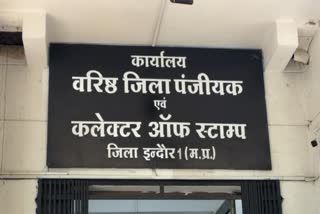 कार्यालय
वरिष्ठ जिला पंजीयक
एवं
कलेक्टर ऑफ स्टाम्प
जिला इन्दौर 1 (म.प्र.)